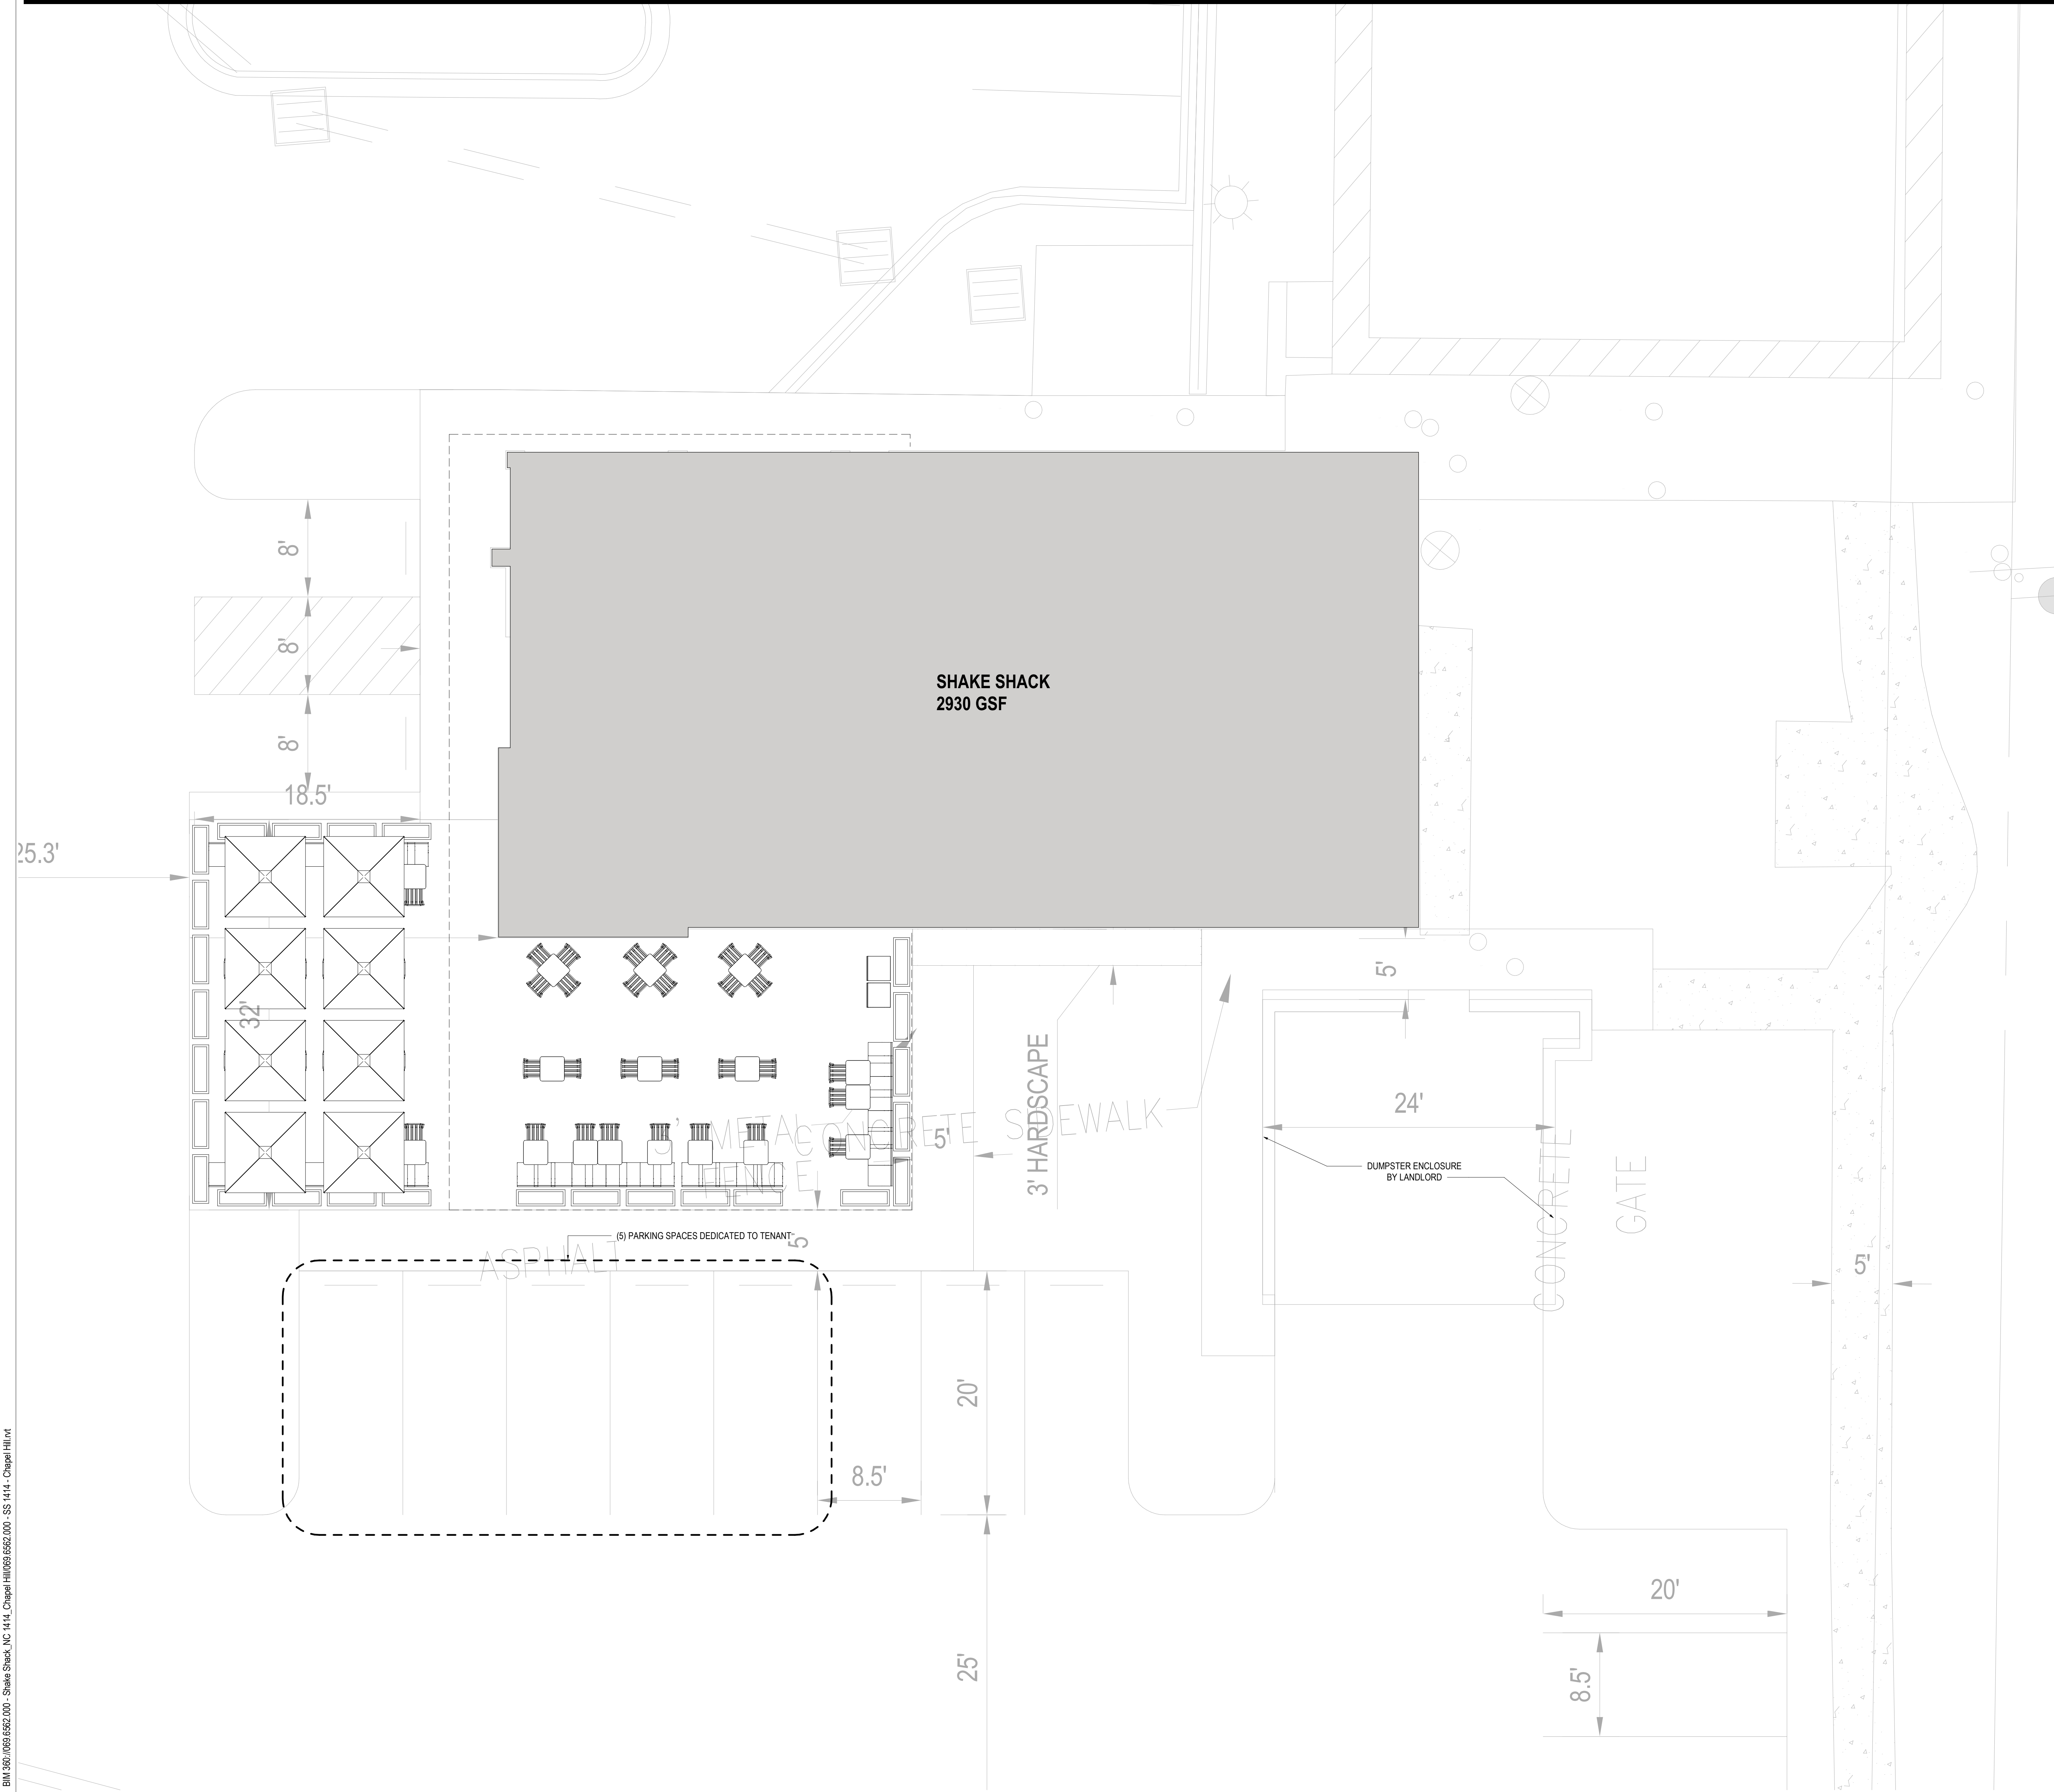 8'
8'
SHAKE SHACK
2930 GSF
8'
18.5'
25.3'
32'
5'
3' METAL
FENCE
CONCRETE SIDEWALK
5'
3' HARDSCAPE
24'
DUMPSTER ENCLOSURE
BY LANDLORD
CONCRETE
GATE
(5) PARKING SPACES DEDICATED TO TENANT
5'
ASPHALT
5'
20'
8.5'
20'
25'
8.5'
BIM 360://069.6562.000 - Shake Shack_NC 1414_Chapel Hill/069.6562.000 - SS 1414 - Chapel Hill.rvt